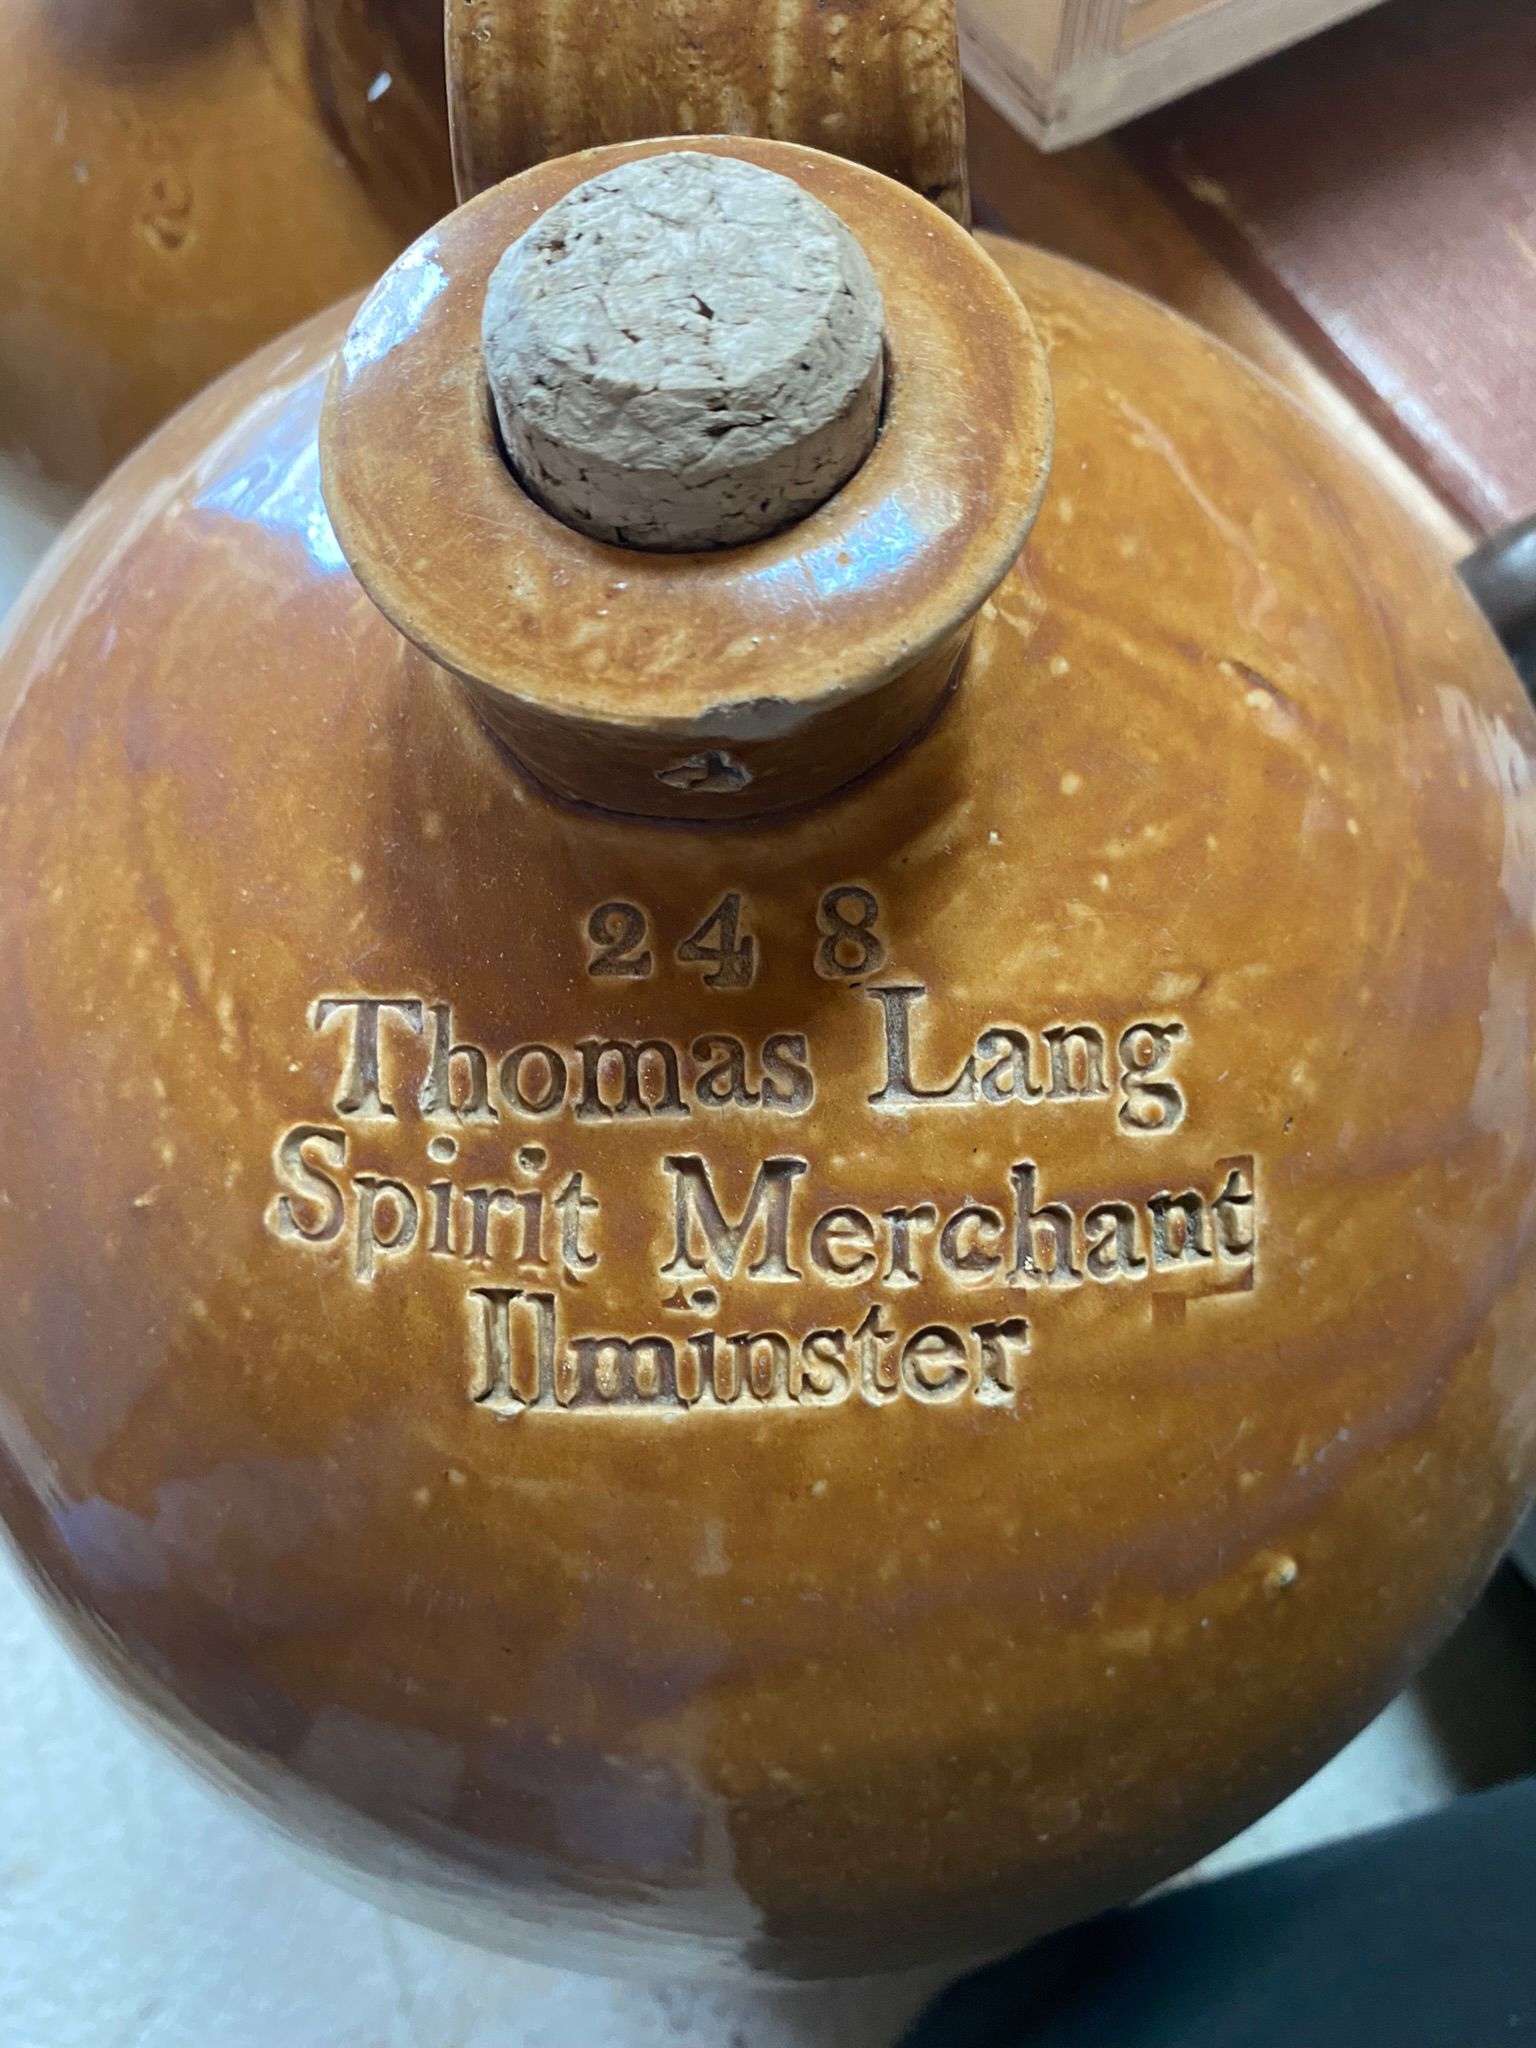 248
Thomas Lang
Spirit Merchant
Ilminster